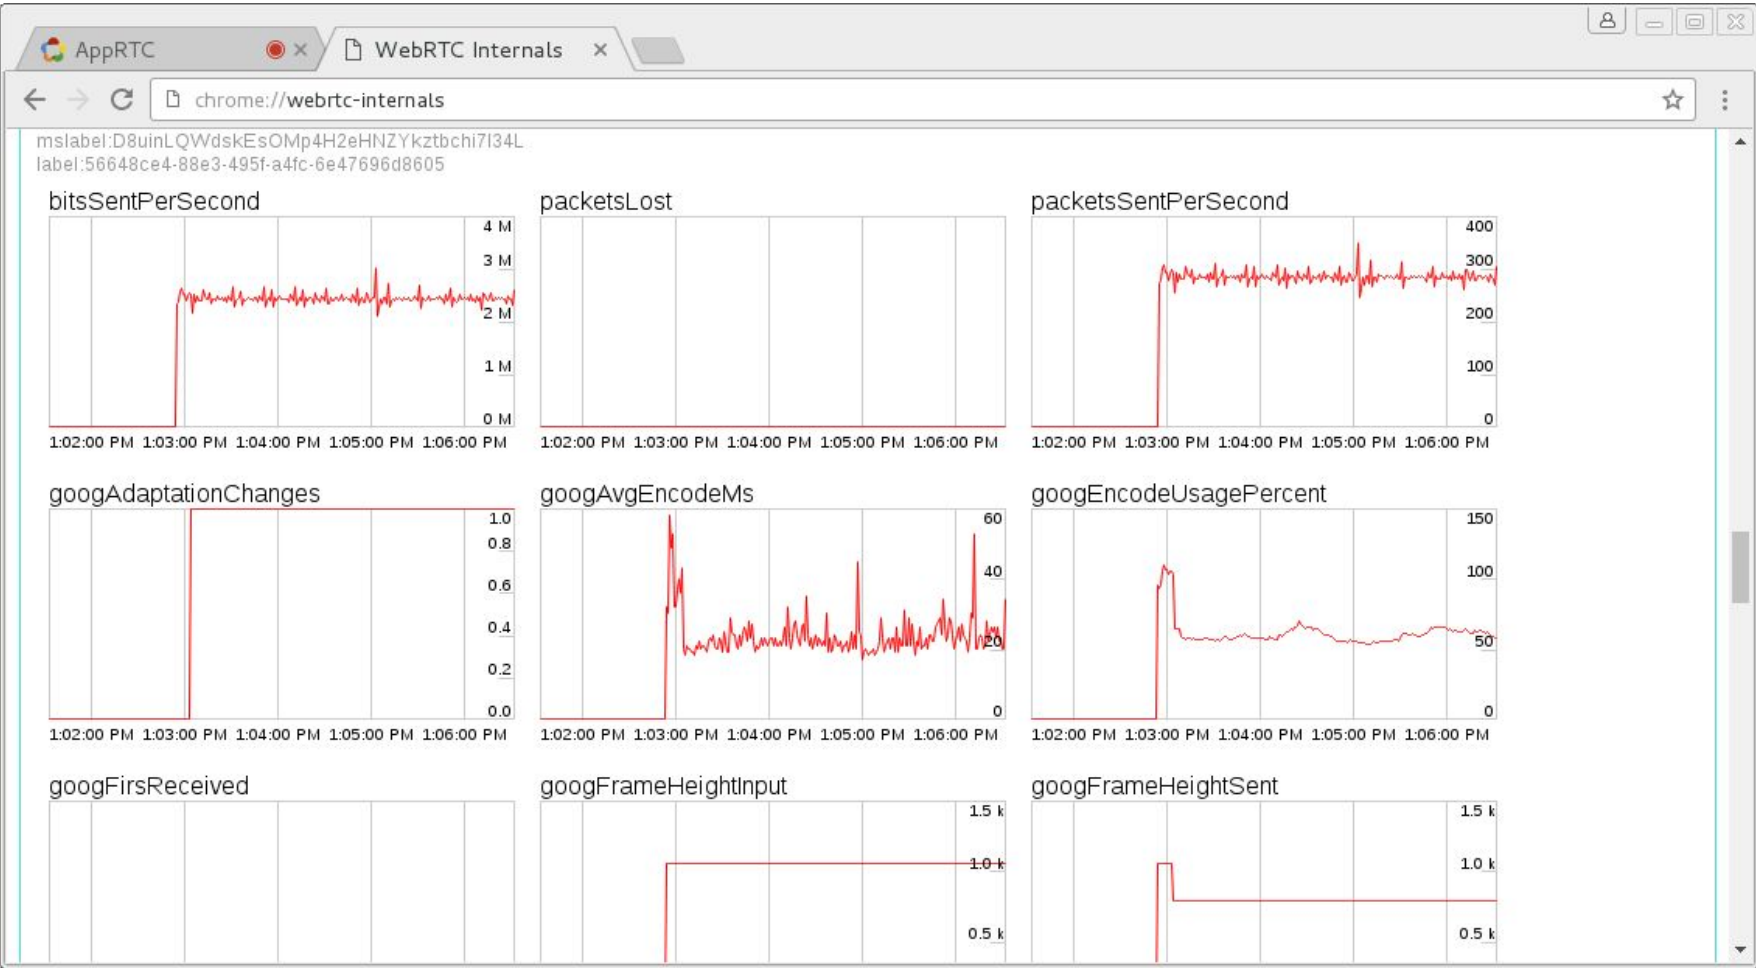 AppRTC
WebRTC Internals
chrome://webrtc-internals
mslabel:D8uinLQWdskEsOMp4H2eHNZYkztbchi7I34L
label:56648ce4-88e3-495f-a4fc-6e47696d8605
bitsSentPerSecond
4 M
3 M
2 M
1 M
0 M
1:02:00 PM 1:03:00 PM 1:04:00 PM 1:05:00 PM 1:06:00 PM
packetsLost
1:02:00 PM 1:03:00 PM 1:04:00 PM 1:05:00 PM 1:06:00 PM
packetsSentPerSecond
400
300
200
100
0
1:02:00 PM 1:03:00 PM 1:04:00 PM 1:05:00 PM 1:06:00 PM
googAdaptationChanges
1.0
0.8
0.6
0.4
0.2
0.0
1:02:00 PM 1:03:00 PM 1:04:00 PM 1:05:00 PM 1:06:00 PM
googAvgEncodeMs
60
40
20
0
1:02:00 PM 1:03:00 PM 1:04:00 PM 1:05:00 PM 1:06:00 PM
googEncodeUsagePercent
150
100
50
0
1:02:00 PM 1:03:00 PM 1:04:00 PM 1:05:00 PM 1:06:00 PM
googFirsReceived
googFrameHeightInput
1.5 k
1.0 k
0.5 k
googFrameHeightSent
1.5 k
1.0 k
0.5 k